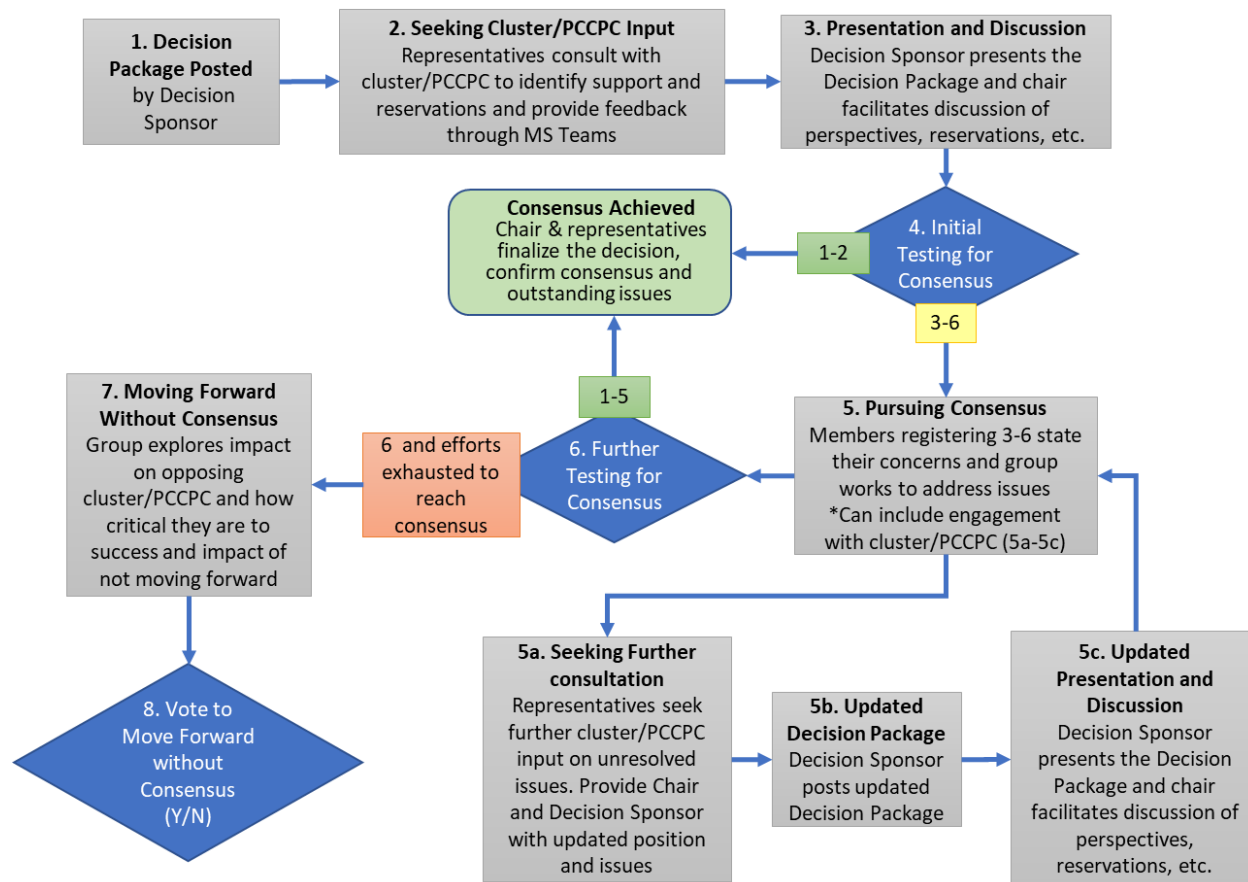 1. Decision
Package Posted
by Decision
Sponsor
2. Seeking Cluster/PCCPC Input
Representatives consult with
cluster/PCCPC to identify support and
reservations and provide feedback
through MS Teams
3. Presentation and Discussion
Decision Sponsor presents the
Decision Package and chair
facilitates discussion of
perspectives, reservations, etc.
4. Initial
Testing for
Consensus
1-2
3-6
Consensus Achieved
Chair & representatives
finalize the decision,
confirm consensus and
outstanding issues
5. Pursuing Consensus
Members registering 3-6 state
their concerns and group
works to address issues
*Can include engagement
with cluster/PCCPC (5a-5c)
1-5
6. Further
Testing for
Consensus
6 and efforts
exhausted to
reach
consensus
7. Moving Forward
Without Consensus
Group explores impact
on opposing
cluster/PCCPC and how
critical they are to
success and impact of
not moving forward
8. Vote to
Move Forward
without
Consensus
(Y/N)
5a. Seeking Further
consultation
Representatives seek
further cluster/PCCPC
input on unresolved
issues. Provide Chair
and Decision Sponsor
with updated position
and issues
5b. Updated
Decision Package
Decision Sponsor
posts updated
Decision Package
5c. Updated
Presentation and
Discussion
Decision Sponsor
presents the Decision
Package and chair
facilitates discussion of
perspectives,
reservations, etc.